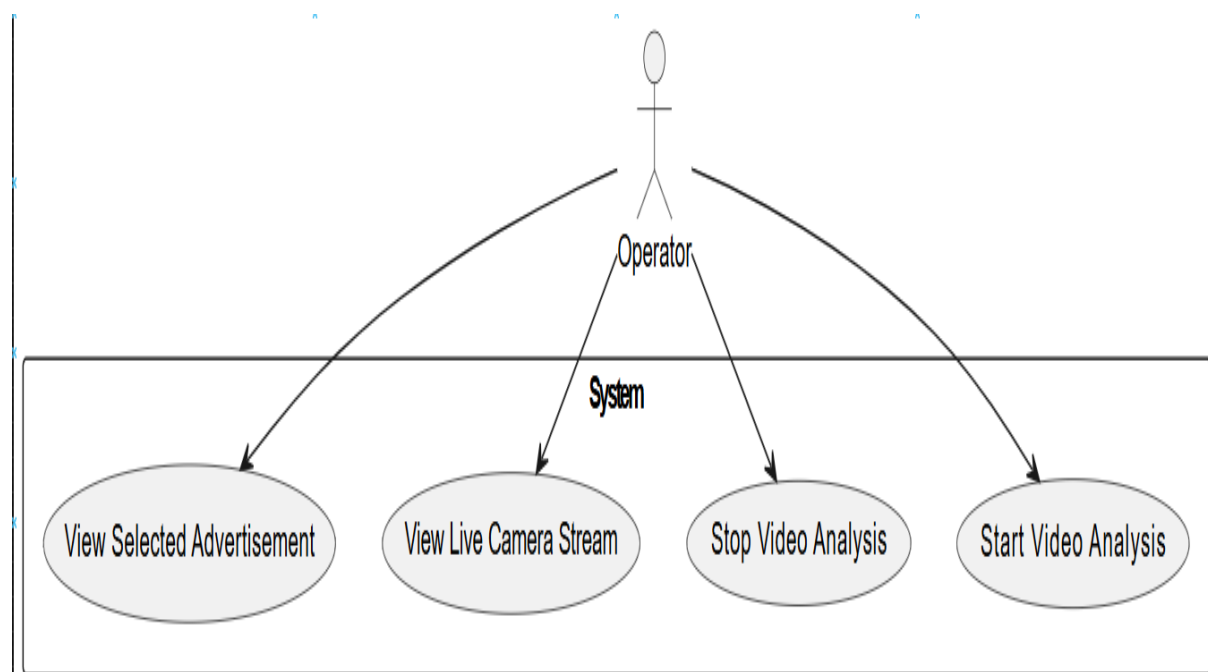 Operator
System
View Selected Advertisement
View Live Camera Stream
Stop Video Analysis
Start Video Analysis